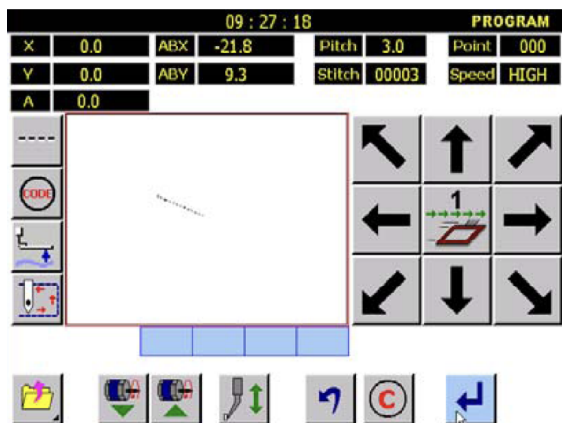 09 : 27 : 18 PROGRAM
X 0.0 ABX -21.8 Pitch 3.0 Point 000
Y 0.0 ABY 9.3 Stitch 00003 Speed HIGH
A 0.0
CODE
1
C